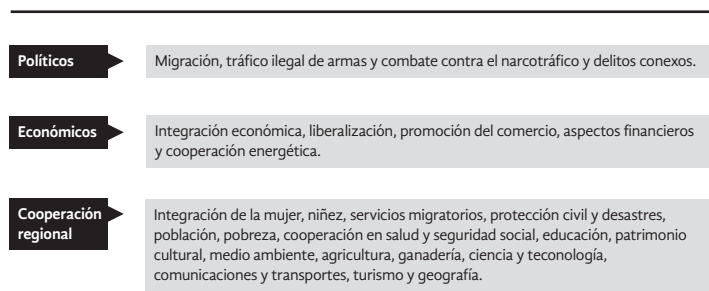 Políticos
Migración, tráfico ilegal de armas y combate contra el narcotráfico y delitos conexos.
Económicos
Integración económica, liberalización, promoción del comercio, aspectos financieros
y cooperación energética.
Cooperación
regional
Integración de la mujer, niñez, servicios migratorios, protección civil y desastres,
población, pobreza, cooperación en salud y seguridad social, educación, patrimonio
cultural, medio ambiente, agricultura, ganadería, ciencia y teconología,
comunicaciones y transportes, turismo y geografía.